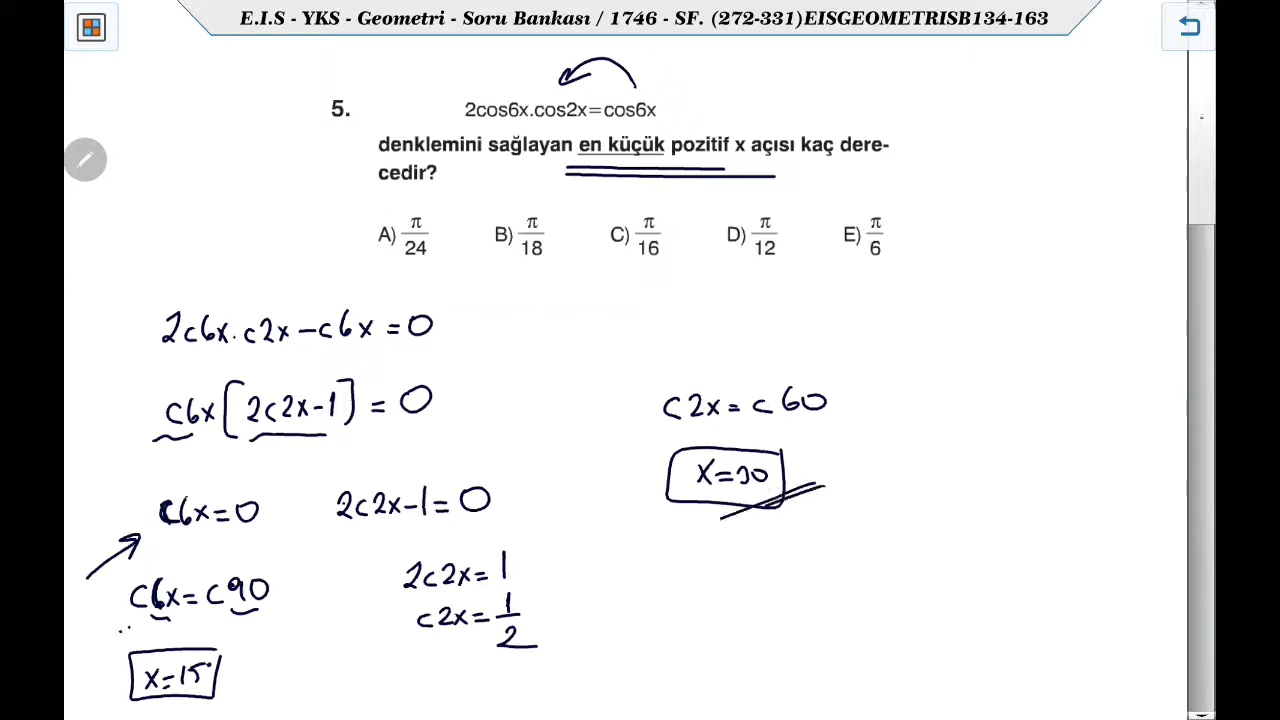 E.I.S - YKS - Geometri - Soru Bankası / 1746 - SF. (272-331)EISGEOMETRISB134-163
5.
2cos6x.cos2x=cos6x
denklemini sağlayan en küçük pozitif x açısı kaç dere-
cedir?
A) π/24 B) π/18 C) π/16 D) π/12 E) π/6
2c6x.c2x-c6x=0
c6x[2c2x-1]=0
c6x=0 2c2x-1=0
c6x=c90
x=15°
2c2x=1
c2x=1/2
c2x=c60
x=30